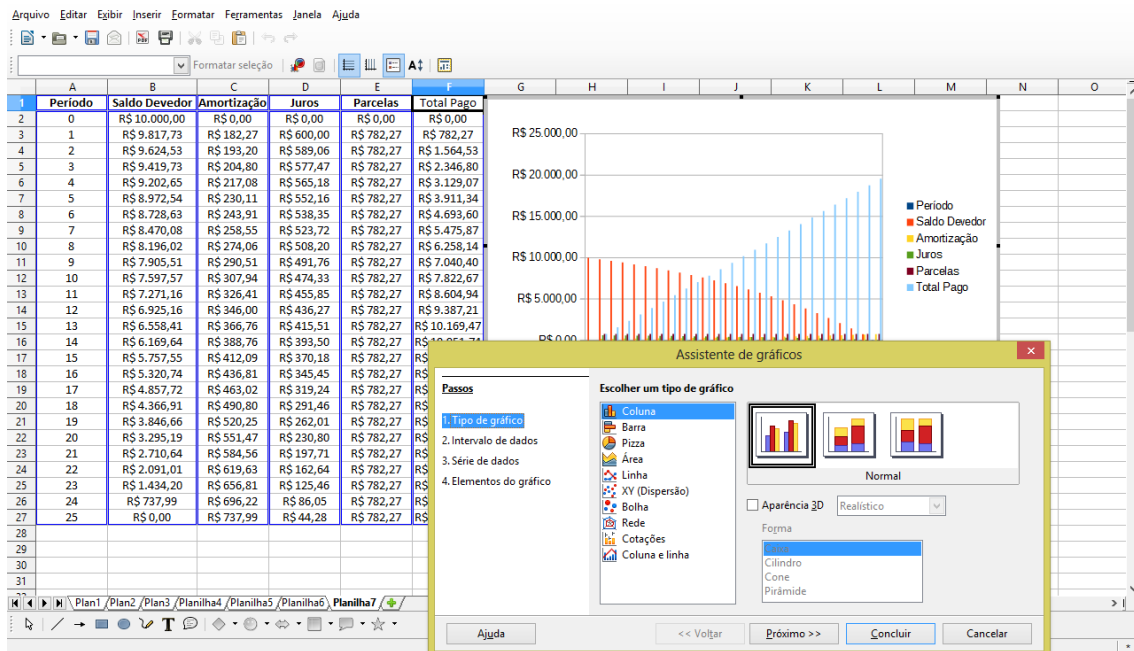 Arquivo Editar Exibir Inserir Formatar Ferramentas Janela Ajuda
Formatar seleção
A B C D E F G H I J K L M N O
1 Período Saldo Devedor Amortização Juros Parcelas Total Pago
2 0 R$ 10.000,00 R$ 0,00 R$ 0,00 R$ 0,00 R$ 0,00
3 1 R$ 9.817,73 R$ 182,27 R$ 600,00 R$ 782,27 R$ 782,27
4 2 R$ 9.624,53 R$ 193,20 R$ 589,06 R$ 782,27 R$ 1.564,53
5 3 R$ 9.419,73 R$ 204,80 R$ 577,47 R$ 782,27 R$ 2.346,80
6 4 R$ 9.202,65 R$ 217,08 R$ 565,18 R$ 782,27 R$ 3.129,07
7 5 R$ 8.972,54 R$ 230,11 R$ 552,16 R$ 782,27 R$ 3.911,34
8 6 R$ 8.728,63 R$ 243,91 R$ 538,35 R$ 782,27 R$ 4.693,60
9 7 R$ 8.470,08 R$ 258,55 R$ 523,72 R$ 782,27 R$ 5.475,87
10 8 R$ 8.196,02 R$ 274,06 R$ 508,20 R$ 782,27 R$ 6.258,14
11 9 R$ 7.905,51 R$ 290,51 R$ 491,76 R$ 782,27 R$ 7.040,40
12 10 R$ 7.597,57 R$ 307,94 R$ 474,33 R$ 782,27 R$ 7.822,67
13 11 R$ 7.271,16 R$ 326,41 R$ 455,85 R$ 782,27 R$ 8.604,94
14 12 R$ 6.925,16 R$ 346,00 R$ 436,27 R$ 782,27 R$ 9.387,21
15 13 R$ 6.558,41 R$ 366,76 R$ 415,51 R$ 782,27 R$ 10.169,47
16 14 R$ 6.169,64 R$ 388,76 R$ 393,50 R$ 782,27
17 15 R$ 5.757,55 R$ 412,09 R$ 370,18 R$ 782,27 R$
18 16 R$ 5.320,74 R$ 436,81 R$ 345,45 R$ 782,27 R$
19 17 R$ 4.857,72 R$ 463,02 R$ 319,24 R$ 782,27 R$
20 18 R$ 4.366,91 R$ 490,80 R$ 291,46 R$ 782,27 R$
21 19 R$ 3.846,66 R$ 520,25 R$ 262,01 R$ 782,27 R$
22 20 R$ 3.295,19 R$ 551,47 R$ 230,80 R$ 782,27 R$
23 21 R$ 2.710,64 R$ 584,56 R$ 197,71 R$ 782,27 R$
24 22 R$ 2.091,01 R$ 619,63 R$ 162,64 R$ 782,27 R$
25 23 R$ 1.434,20 R$ 656,81 R$ 125,46 R$ 782,27 R$
26 24 R$ 737,99 R$ 696,22 R$ 86,05 R$ 782,27 R$
27 25 R$ 0,00 R$ 737,99 R$ 44,28 R$ 782,27 R$
28
29
30
31
R$ 25.000,00
R$ 20.000,00
R$ 15.000,00
R$ 10.000,00
R$ 5.000,00
R$ 0,00
Período
Saldo Devedor
Amortização
Juros
Parcelas
Total Pago
Assistente de gráficos
Passos
1. Tipo de gráfico
2. Intervalo de dados
3. Série de dados
4. Elementos do gráfico
Escolher um tipo de gráfico
Coluna
Barra
Pizza
Área
Linha
XY (Dispersão)
Bolha
Rede
Cotações
Coluna e linha
Normal
Aparência 3D Realístico
Forma
Cilindro
Cone
Pirâmide
Ajuda << Voltar Próximo >> Concluir Cancelar
Plan1 Plan2 Plan3 Planilha4 Planilha5 Planilha6 Planilha7